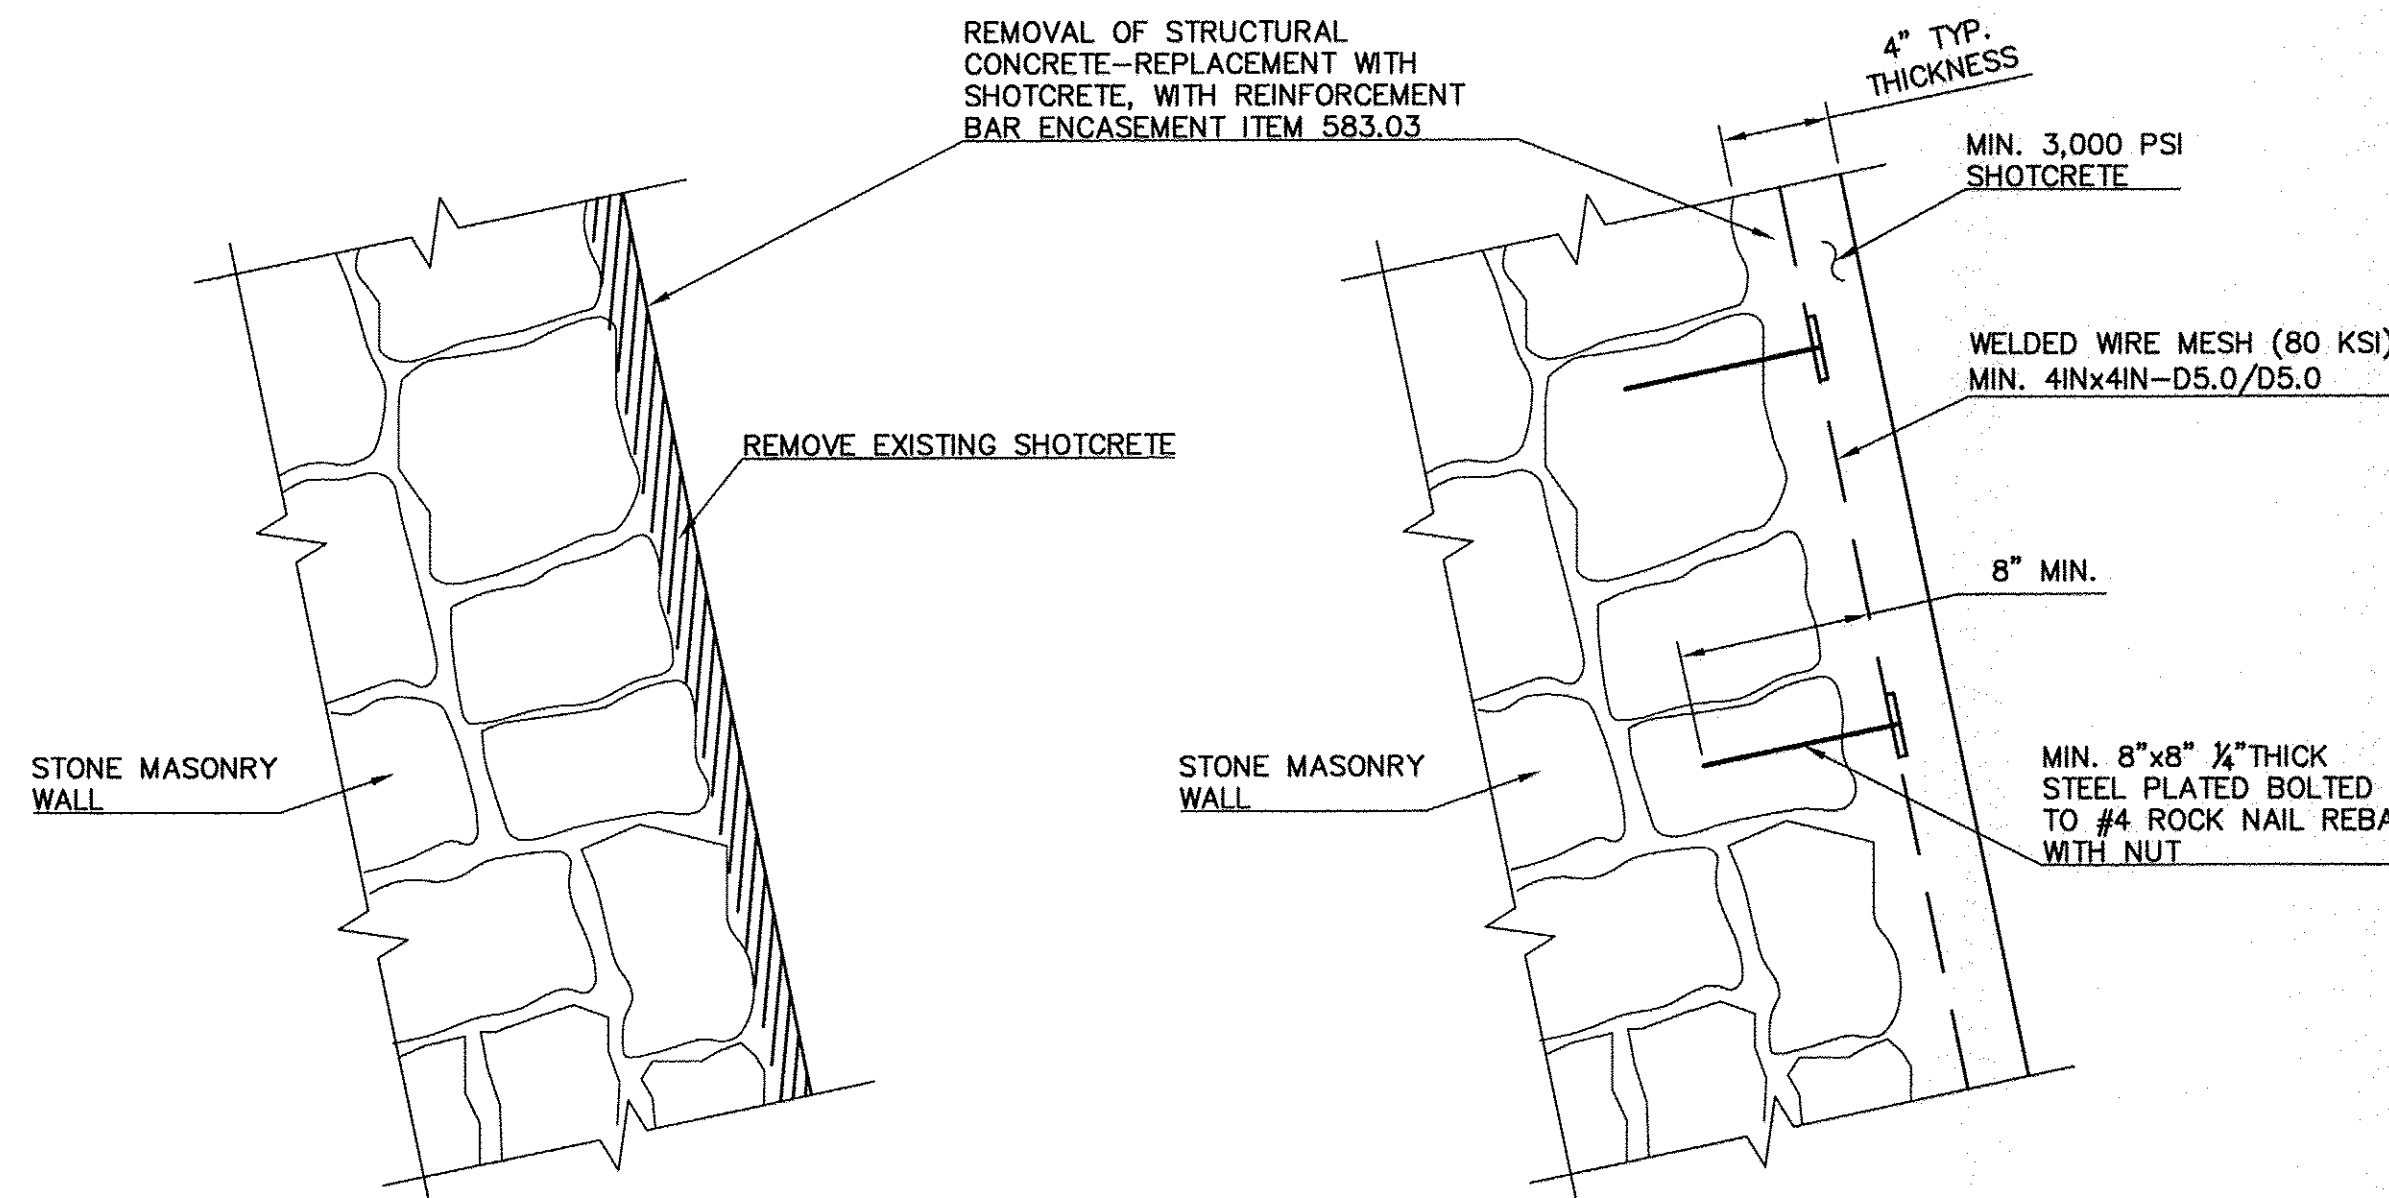 REMOVAL OF STRUCTURAL
CONCRETE-REPLACEMENT WITH
SHOTCRETE, WITH REINFORCEMENT
BAR ENCASEMENT ITEM 583.03
4" TYP.
THICKNESS
MIN. 3,000 PSI
SHOTCRETE
WELDED WIRE MESH (80 KSI)
MIN. 4INx4IN-D5.0/D5.0
REMOVE EXISTING SHOTCRETE
8" MIN.
STONE MASONRY
WALL
STONE MASONRY
WALL
MIN. 8"x8" ¼"THICK
STEEL PLATED BOLTED
TO #4 ROCK NAIL REBA
WITH NUT